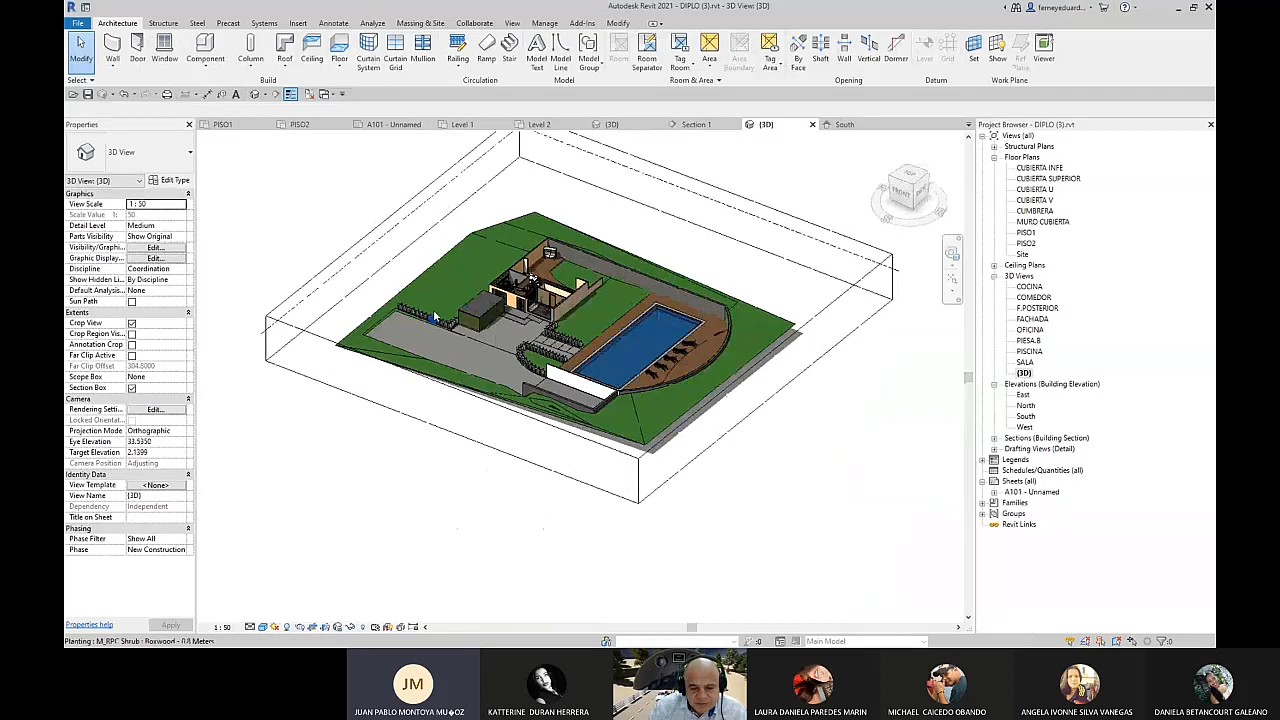 Autodesk Revit 2021 - DIPLO (3).rvt - 3D View: {3D}
ferneyeduard...
File Architecture Structure Steel Precast Systems Insert Annotate Analyze Massing & Site Collaborate View Manage Add-Ins Modify
Modify Wall Door Window Component Column Roof Ceiling Floor Curtain System Curtain Grid Mullion Railing Ramp Stair Model Text Model Line Model Group Room Room Separator Tag Room Area Area Boundary Tag Area By Face Shaft Wall Vertical Dormer Level Grid Set Show Ref Plane Viewer
Select Build Circulation Model Room & Area Opening Datum Work Plane
Properties
PISO1 PISO2 A101 - Unnamed Level 1 Level 2 {3D} Section 1 {3D} South
Project Browser - DIPLO (3).rvt
3D View
3D View: {3D} Edit Type
Graphics
View Scale 1 : 50
Scale Value 1: 50
Detail Level Medium
Parts Visibility Show Original
Visibility/Graphi... Edit...
Graphic Display... Edit...
Discipline Coordination
Show Hidden Li... By Discipline
Default Analysis... None
Sun Path
Extents
Crop View
Crop Region Vis...
Annotation Crop
Far Clip Active
Far Clip Offset 304.8000
Scope Box None
Section Box
Camera
Rendering Setti... Edit...
Locked Orientat...
Projection Mode Orthographic
Eye Elevation 33.5350
Target Elevation 2.1399
Camera Position Adjusting
Identity Data
View Template <None>
View Name {3D}
Dependency Independent
Title on Sheet
Phasing
Phase Filter Show All
Phase New Construction
Properties help Apply
TOP
FRONT
Views (all)
Structural Plans
Floor Plans
CUBIERTA INFE
CUBIERTA SUPERIOR
CUBIERTA U
CUBIERTA V
CUMBRERA
MURO CUBIERTA
PISO1
PISO2
Site
Ceiling Plans
3D Views
COCINA
COMEDOR
F.POSTERIOR
FACHADA
OFICINA
PIESA.B
PISCINA
SALA
{3D}
Elevations (Building Elevation)
East
North
South
West
Sections (Building Section)
Drafting Views (Detail)
Legends
Schedules/Quantities (all)
Sheets (all)
A101 - Unnamed
Families
Groups
Revit Links
1 : 50
Planting : M_RPC Shrub : Boxwood - 0.8 Meters
:0 Main Model :0
JM
JUAN PABLO MONTOYA MU�OZ
KATTERINE DURAN HERRERA
LAURA DANIELA PAREDES MARIN
MICHAEL CAICEDO OBANDO
ANGELA IVONNE SILVA VANEGAS
DANIELA BETANCOURT GALEANO